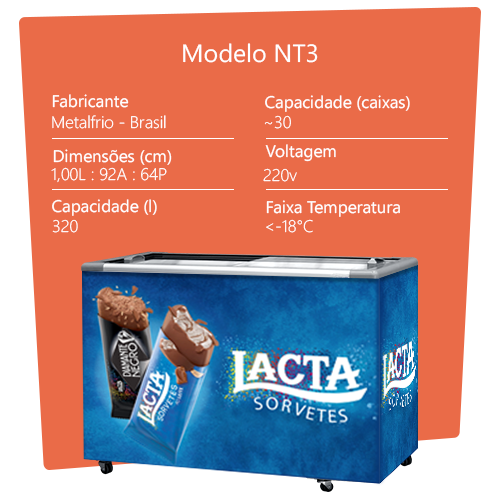 Modelo NT3
Fabricante
Metalfrio - Brasil
Capacidade (caixas)
~30
Dimensões (cm)
1,00L : 92A : 64P
Voltagem
220v
Capacidade (l)
320
Faixa Temperatura
<-18°C
DIAMANTE
NEGRO
LACTA
SORVETES
LACTA
SORVETES
LACTA